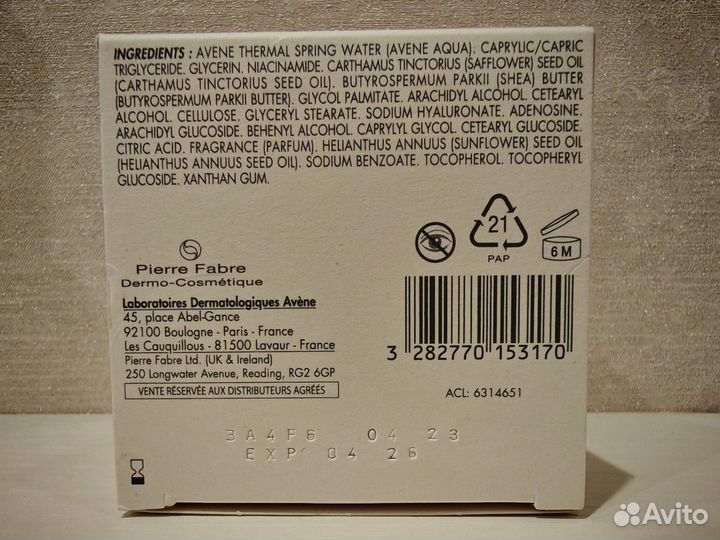 INGREDIENTS : AVENE THERMAL SPRING WATER (AVENE AQUA). CAPRYLIC/CAPRIC
TRIGLYCERIDE. GLYCERIN. NIACINAMIDE. CARTHAMUS TINCTORIUS (SAFFLOWER) SEED OIL
(CARTHAMUS TINCTORIUS SEED OIL). BUTYROSPERMUM PARKII (SHEA) BUTTER
(BUTYROSPERMUM PARKII BUTTER). GLYCOL PALMITATE. ARACHIDYL ALCOHOL. CETEARYL
ALCOHOL. CELLULOSE. GLYCERYL STEARATE. SODIUM HYALURONATE. ADENOSINE.
ARACHIDYL GLUCOSIDE. BEHENYL ALCOHOL. CAPRYLYL GLYCOL. CETEARYL GLUCOSIDE.
CITRIC ACID. FRAGRANCE (PARFUM). HELIANTHUS ANNUUS (SUNFLOWER) SEED OIL
(HELIANTHUS ANNUUS SEED OIL). SODIUM BENZOATE. TOCOPHEROL. TOCOPHERYL
GLUCOSIDE. XANTHAN GUM.
21
PAP
6 M
Pierre Fabre
Dermo-Cosmétique
Laboratoires Dermatologiques Avène
45, place Abel-Gance
92100 Boulogne - Paris - France
Les Cauquillous - 81500 Lavaur - France
Pierre Fabre Ltd. (UK & Ireland)
250 Longwater Avenue, Reading, RG2 6GP
VENTE RÉSERVÉE AUX DISTRIBUTEURS AGRÉÉS
3 282770 153170
ACL: 6314651
3A4F6 04 23
EXP 04 26
Avito